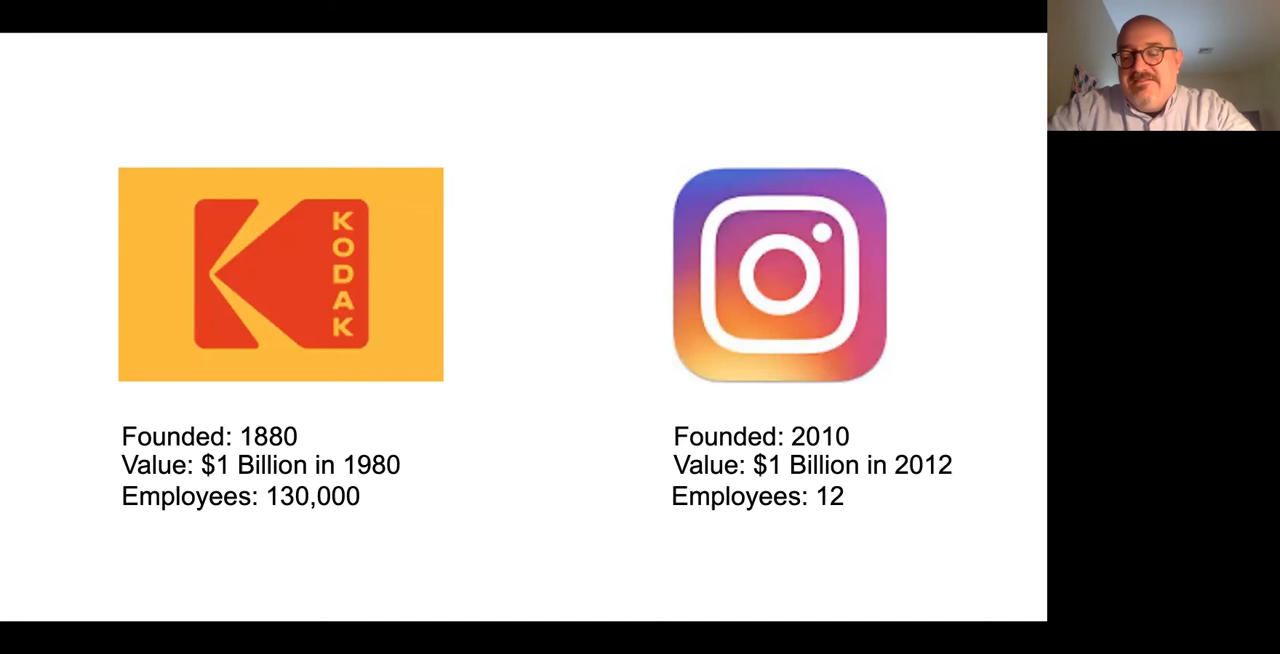 K
O
D
A
K
Founded: 1880
Value: $1 Billion in 1980
Employees: 130,000
Founded: 2010
Value: $1 Billion in 2012
Employees: 12